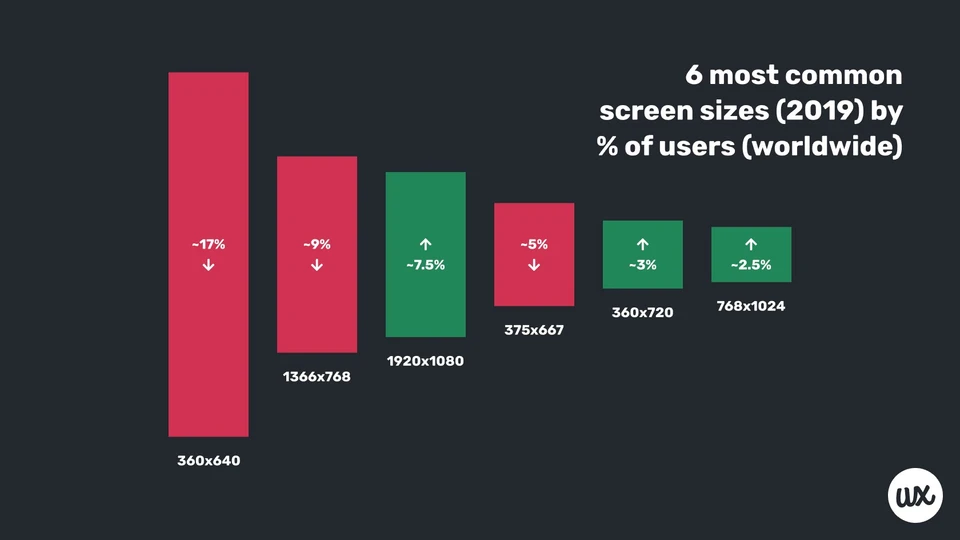 6 most common
screen sizes (2019) by
% of users (worldwide)
~17%
↓
360x640
~9%
↓
1366x768
↑
~7.5%
1920x1080
~5%
↓
375x667
↑
~3%
360x720
↑
~2.5%
768x1024
ux